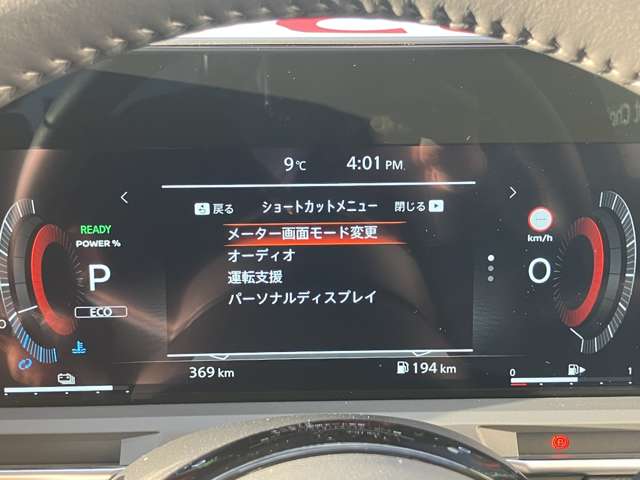 9℃ 4:01 PM
戻る ショートカットメニュー 閉じる
メーター画面モード変更
オーディオ
運転支援
パーソナルディスプレイ
READY
POWER %
P
ECO
km/h
0
369 km
194 km
0 1